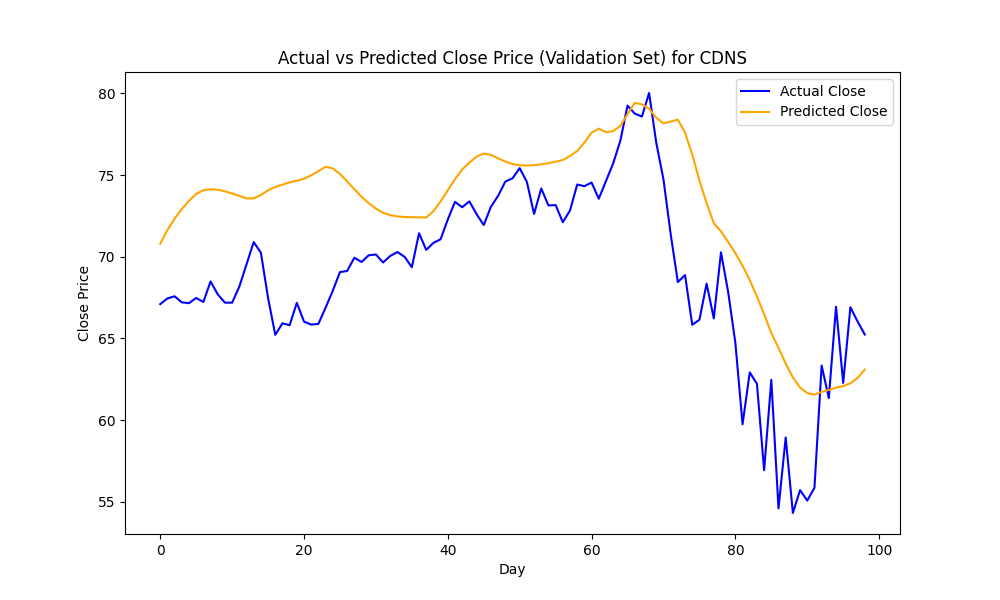 Actual vs Predicted Close Price (Validation Set) for CDNS
Actual Close
Predicted Close
80
75
70
65
60
55
Close Price
0 20 40 60 80 100
Day